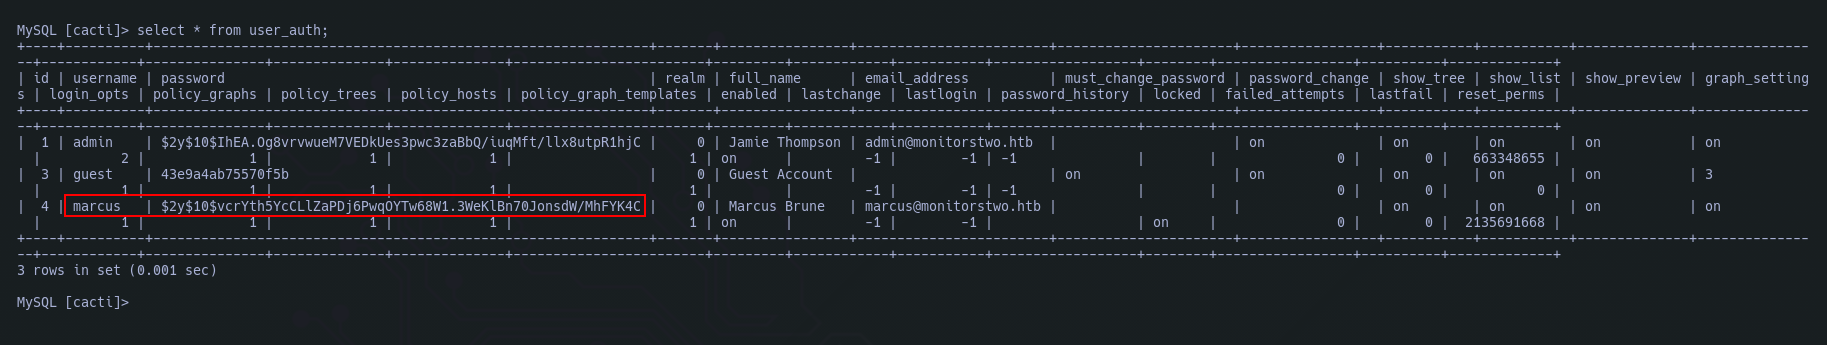 MySQL [cacti]> select * from user_auth;
+----+----------+--------------------------------------------------------------+-------+----------------+------------------------+----------------------+-----------------+-----------+-----------+--------------+--------------
--+------------+---------------+--------------+--------------+------------------------+---------+------------+-----------+------------------+--------+-----------------+----------+-------------+
| id | username | password                                                     | realm | full_name      | email_address          | must_change_password | password_change | show_tree | show_list | show_preview | graph_setting
s | login_opts | policy_graphs | policy_trees | policy_hosts | policy_graph_templates | enabled | lastchange | lastlogin | password_history | locked | failed_attempts | lastfail | reset_perms |
+----+----------+--------------------------------------------------------------+-------+----------------+------------------------+----------------------+-----------------+-----------+-----------+--------------+--------------
--+------------+---------------+--------------+--------------+------------------------+---------+------------+-----------+------------------+--------+-----------------+----------+-------------+
| 1 | admin | $2y$10$IhEA.Og8vrvwueM7VEDkUes3pwc3zaBbQ/iuqMft/llx8utpR1hjC | 0 | Jamie Thompson | admin@monitorstwo.htb | | on | on | on | on | on
| 2 | 1 | 1 | 1 | 1 | on | -1 | -1 | -1 | | 0 | 0 | 663348655 |
| 3 | guest | 43e9a4ab75570f5b | 0 | Guest Account | | on | on | on | on | on | 3
| 1 | 1 | 1 | 1 | 1 | | -1 | -1 | -1 | | 0 | 0 | 0 |
| 4 | marcus | $2y$10$vcrYth5YcCLlZaPDj6PwqOYTw68W1.3WeKlBn70JonsdW/MhFYK4C | 0 | Marcus Brune | marcus@monitorstwo.htb | | | on | on | on | on
| 1 | 1 | 1 | 1 | 1 | on | -1 | -1 | | on | 0 | 0 | 2135691668 |
+----+----------+--------------------------------------------------------------+-------+----------------+------------------------+----------------------+-----------------+-----------+-----------+--------------+--------------
--+------------+---------------+--------------+--------------+------------------------+---------+------------+-----------+------------------+--------+-----------------+----------+-------------+
3 rows in set (0.001 sec)
MySQL [cacti]>